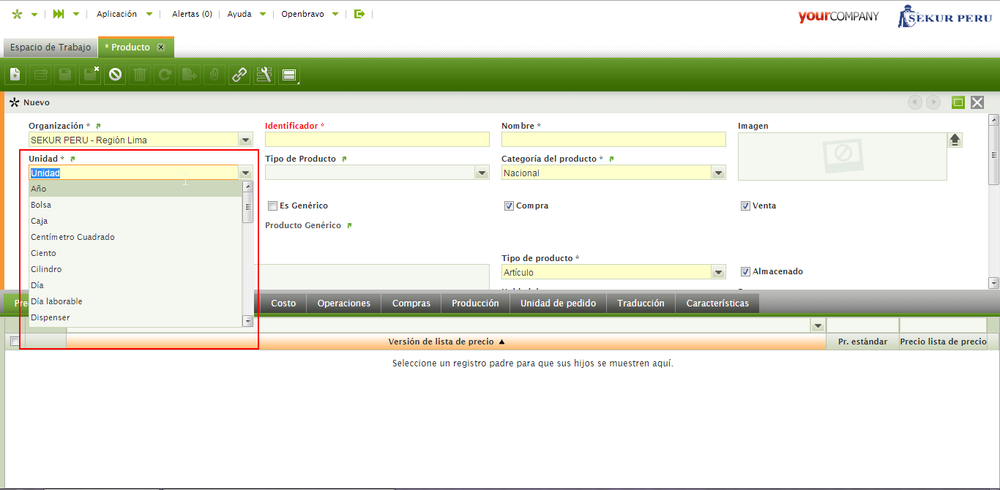 Aplicación
Alertas (0)
Ayuda
Openbravo
yourCOMPANY
SEKUR PERU
Espacio de Trabajo
* Producto
Nuevo
Organización *
Identificador *
Nombre *
Imagen
SEKUR PERU - Región Lima
Unidad *
Tipo de Producto
Categoría del producto *
Unidad
Nacional
Año
Bolsa
Es Genérico
Compra
Venta
Caja
Producto Genérico
Centímetro Cuadrado
Ciento
Tipo de producto *
Cilindro
Artículo
Almacenado
Día
Día laborable
Costo
Operaciones
Compras
Producción
Unidad de pedido
Traducción
Características
Dispenser
Versión de lista de precio
Pr. estándar
Precio lista de precio
Seleccione un registro padre para que sus hijos se muestren aquí.